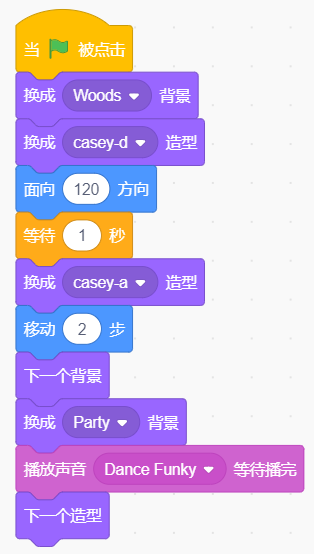 当 被点击
换成 Woods 背景
换成 casey-d 造型
面向 120 方向
等待 1 秒
换成 casey-a 造型
移动 2 步
下一个背景
换成 Party 背景
播放声音 Dance Funky 等待播完
下一个造型